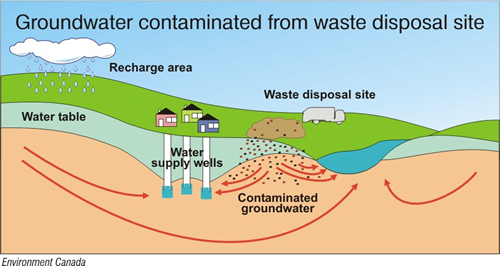 Groundwater contaminated from waste disposal site
Recharge area
Waste disposal site
Water table
Water
supply wells
Contaminated
groundwater
Environment Canada